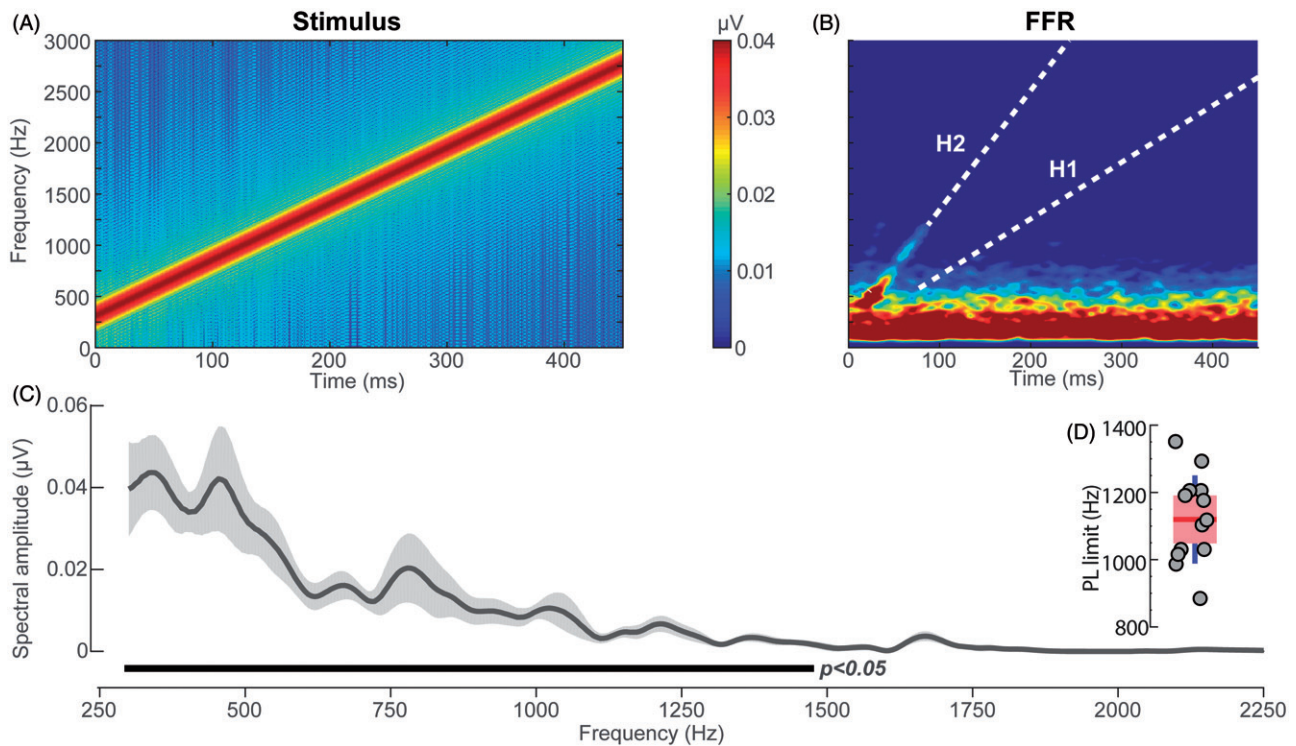 (A) Stimulus
µV
(B) FFR
Frequency (Hz)
3000
2500
2000
1500
1000
500
0
0 100 200 300 400
Time (ms)
0.04
0.03
0.02
0.01
0
H2
H1
0 100 200 300 400
Time (ms)
(C)
Spectral amplitude (µV)
0.06
0.04
0.02
0
p<0.05
250 500 750 1000 1250 1500 1750 2000 2250
Frequency (Hz)
(D)
PL limit (Hz)
1400
1200
1000
800